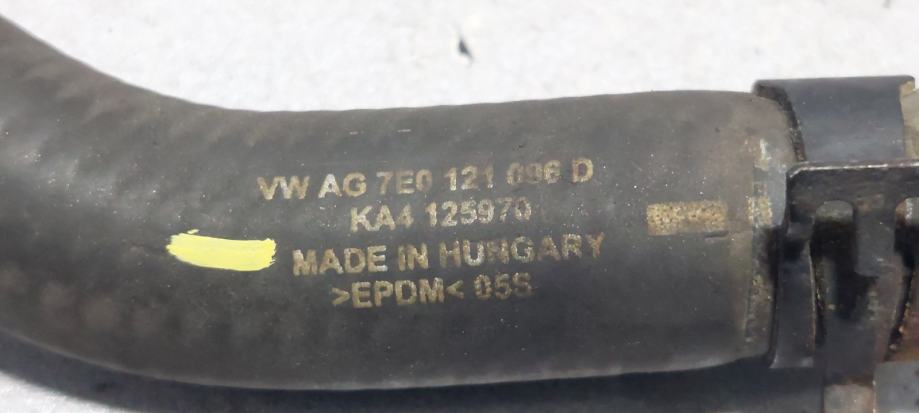 VW AG 7E0 121 096 D
KA4 125970
MADE IN HUNGARY
>EPDM< 05S